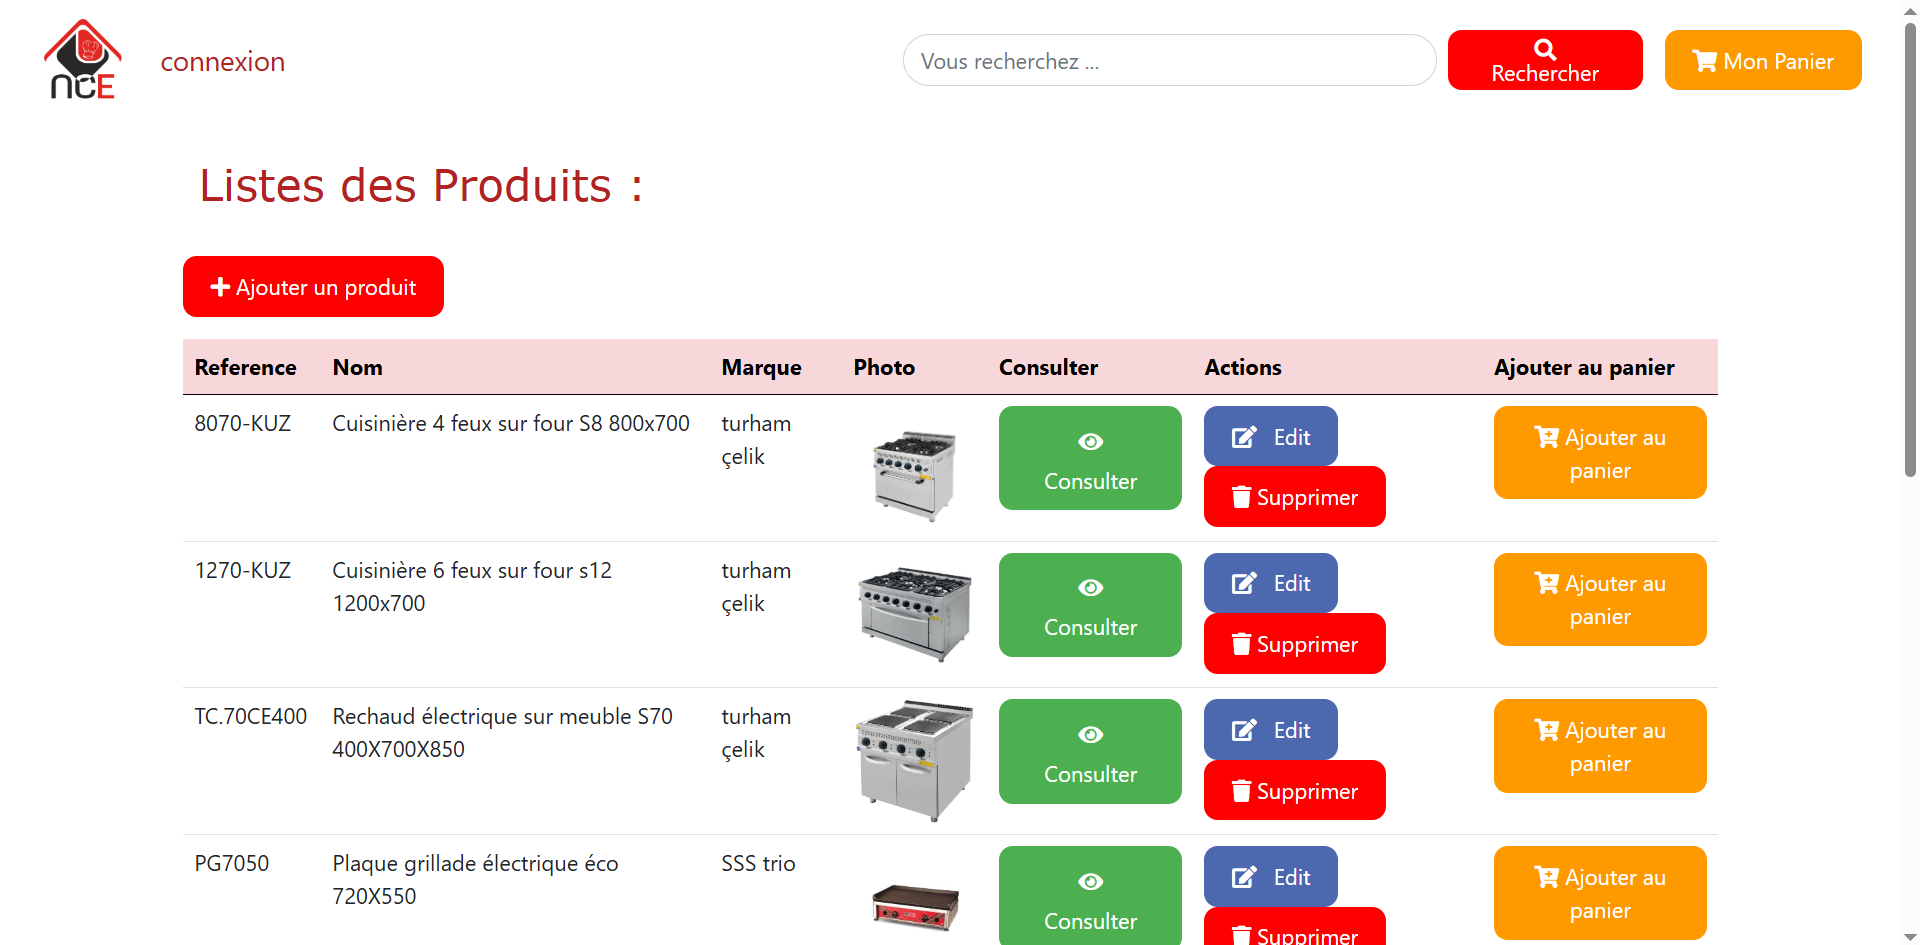 nCE
connexion
Vous recherchez ...
Rechercher
Mon Panier
Listes des Produits :
Ajouter un produit
Reference Nom Marque Photo Consulter Actions Ajouter au panier
8070-KUZ Cuisinière 4 feux sur four S8 800x700 turham
çelik
Consulter
Edit
Supprimer
Ajouter au
panier
1270-KUZ Cuisinière 6 feux sur four s12
1200x700
turham
çelik
Consulter
Edit
Supprimer
Ajouter au
panier
TC.70CE400 Rechaud électrique sur meuble S70
400X700X850
turham
çelik
Consulter
Edit
Supprimer
Ajouter au
panier
PG7050 Plaque grillade électrique éco
720X550
SSS trio
Consulter
Edit
Supprimer
Ajouter au
panier